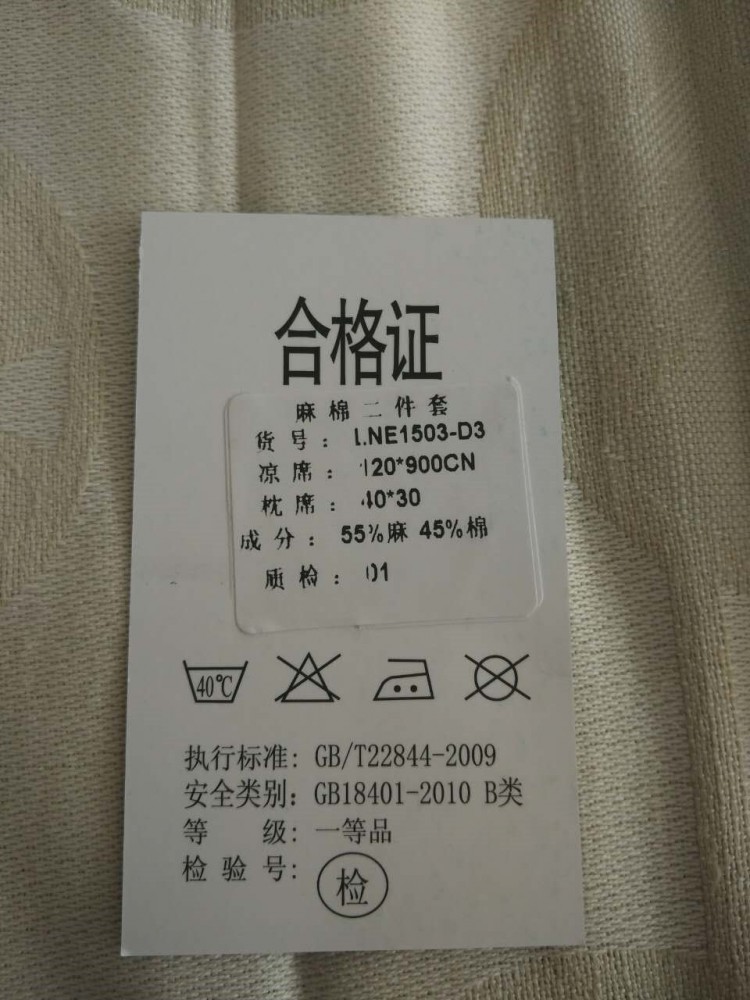 合格证
麻棉二件套
货号：LNE1503-D3
凉席：120*900CN
枕席：40*30
成分：55%麻 45%棉
质检：01
40℃
执行标准：GB/T22844-2009
安全类别：GB18401-2010 B类
等级：一等品
检验号：检